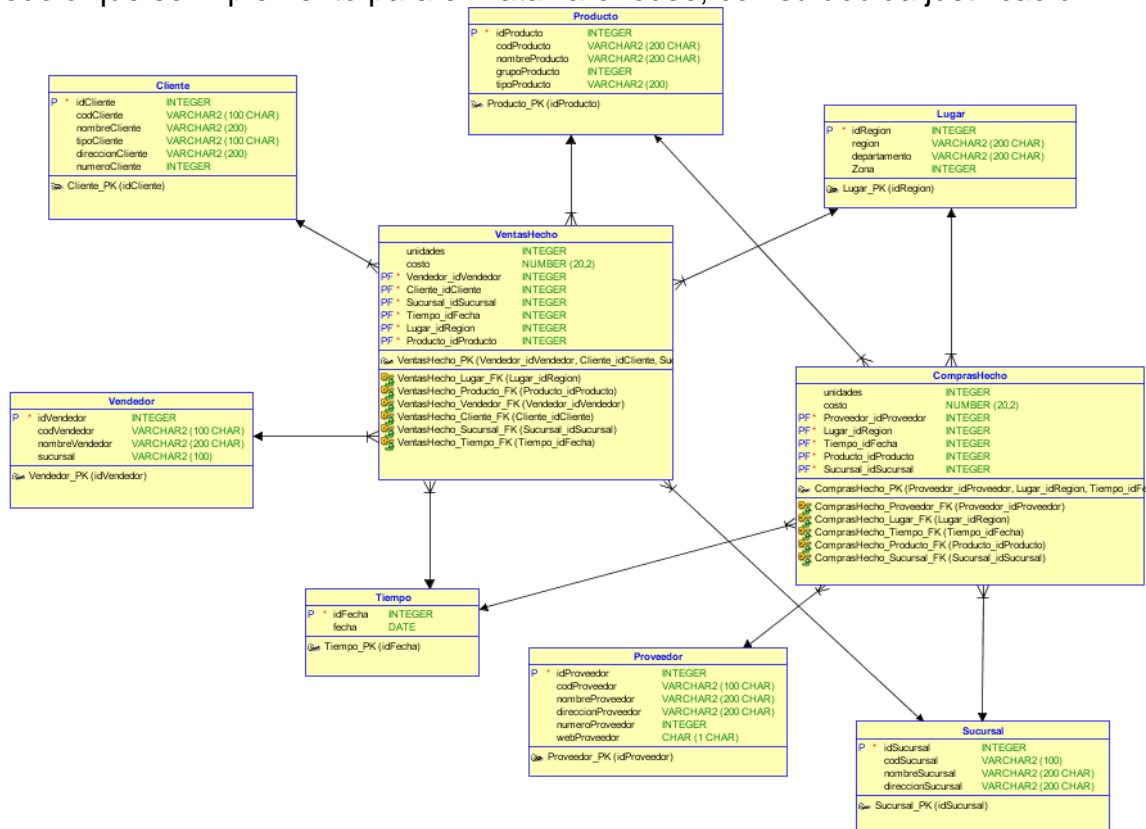 Producto
P * idProducto INTEGER
codProducto VARCHAR2 (200 CHAR)
nombreProducto VARCHAR2 (200 CHAR)
grupoProducto INTEGER
tipoProducto VARCHAR2 (200)
Producto_PK (idProducto)
Cliente
P * idCliente INTEGER
codCliente VARCHAR2 (100 CHAR)
nombreCliente VARCHAR2 (200)
tipoCliente VARCHAR2 (100 CHAR)
direccionCliente VARCHAR2 (200)
numeroCliente INTEGER
Cliente_PK (idCliente)
Lugar
P * idRegion INTEGER
region VARCHAR2 (200 CHAR)
departamento VARCHAR2 (200 CHAR)
Zona INTEGER
Lugar_PK (idRegion)
VentasHecho
unidades INTEGER
costo NUMBER (20,2)
PF * Vendedor_idVendedor INTEGER
PF * Cliente_idCliente INTEGER
PF * Sucursal_idSucursal INTEGER
PF * Tiempo_idFecha INTEGER
PF * Lugar_idRegion INTEGER
PF * Producto_idProducto INTEGER
VentasHecho_PK (Vendedor_idVendedor, Cliente_idCliente, Su
VentasHecho_Lugar_FK (Lugar_idRegion)
VentasHecho_Producto_FK (Producto_idProducto)
VentasHecho_Vendedor_FK (Vendedor_idVendedor)
VentasHecho_Cliente_FK (Cliente_idCliente)
VentasHecho_Sucursal_FK (Sucursal_idSucursal)
VentasHecho_Tiempo_FK (Tiempo_idFecha)
ComprasHecho
unidades INTEGER
costo NUMBER (20,2)
PF * Proveedor_idProveedor INTEGER
PF * Lugar_idRegion INTEGER
PF * Tiempo_idFecha INTEGER
PF * Producto_idProducto INTEGER
PF * Sucursal_idSucursal INTEGER
ComprasHecho_PK (Proveedor_idProveedor, Lugar_idRegion, Tiempo_idFe
ComprasHecho_Proveedor_FK (Proveedor_idProveedor)
ComprasHecho_Lugar_FK (Lugar_idRegion)
ComprasHecho_Tiempo_FK (Tiempo_idFecha)
ComprasHecho_Producto_FK (Producto_idProducto)
ComprasHecho_Sucursal_FK (Sucursal_idSucursal)
Vendedor
P * idVendedor INTEGER
codVendedor VARCHAR2 (100 CHAR)
nombreVendedor VARCHAR2 (200 CHAR)
sucursal VARCHAR2 (100)
Vendedor_PK (idVendedor)
Tiempo
P * idFecha INTEGER
fecha DATE
Tiempo_PK (idFecha)
Proveedor
P * idProveedor INTEGER
codProveedor VARCHAR2 (100 CHAR)
nombreProveedor VARCHAR2 (200 CHAR)
direccionProveedor VARCHAR2 (200 CHAR)
numeroProveedor INTEGER
webProveedor CHAR (1 CHAR)
Proveedor_PK (idProveedor)
Sucursal
P * idSucursal INTEGER
codSucursal VARCHAR2 (100)
nombreSucursal VARCHAR2 (200 CHAR)
direccionSucursal VARCHAR2 (200 CHAR)
Sucursal_PK (idSucursal)